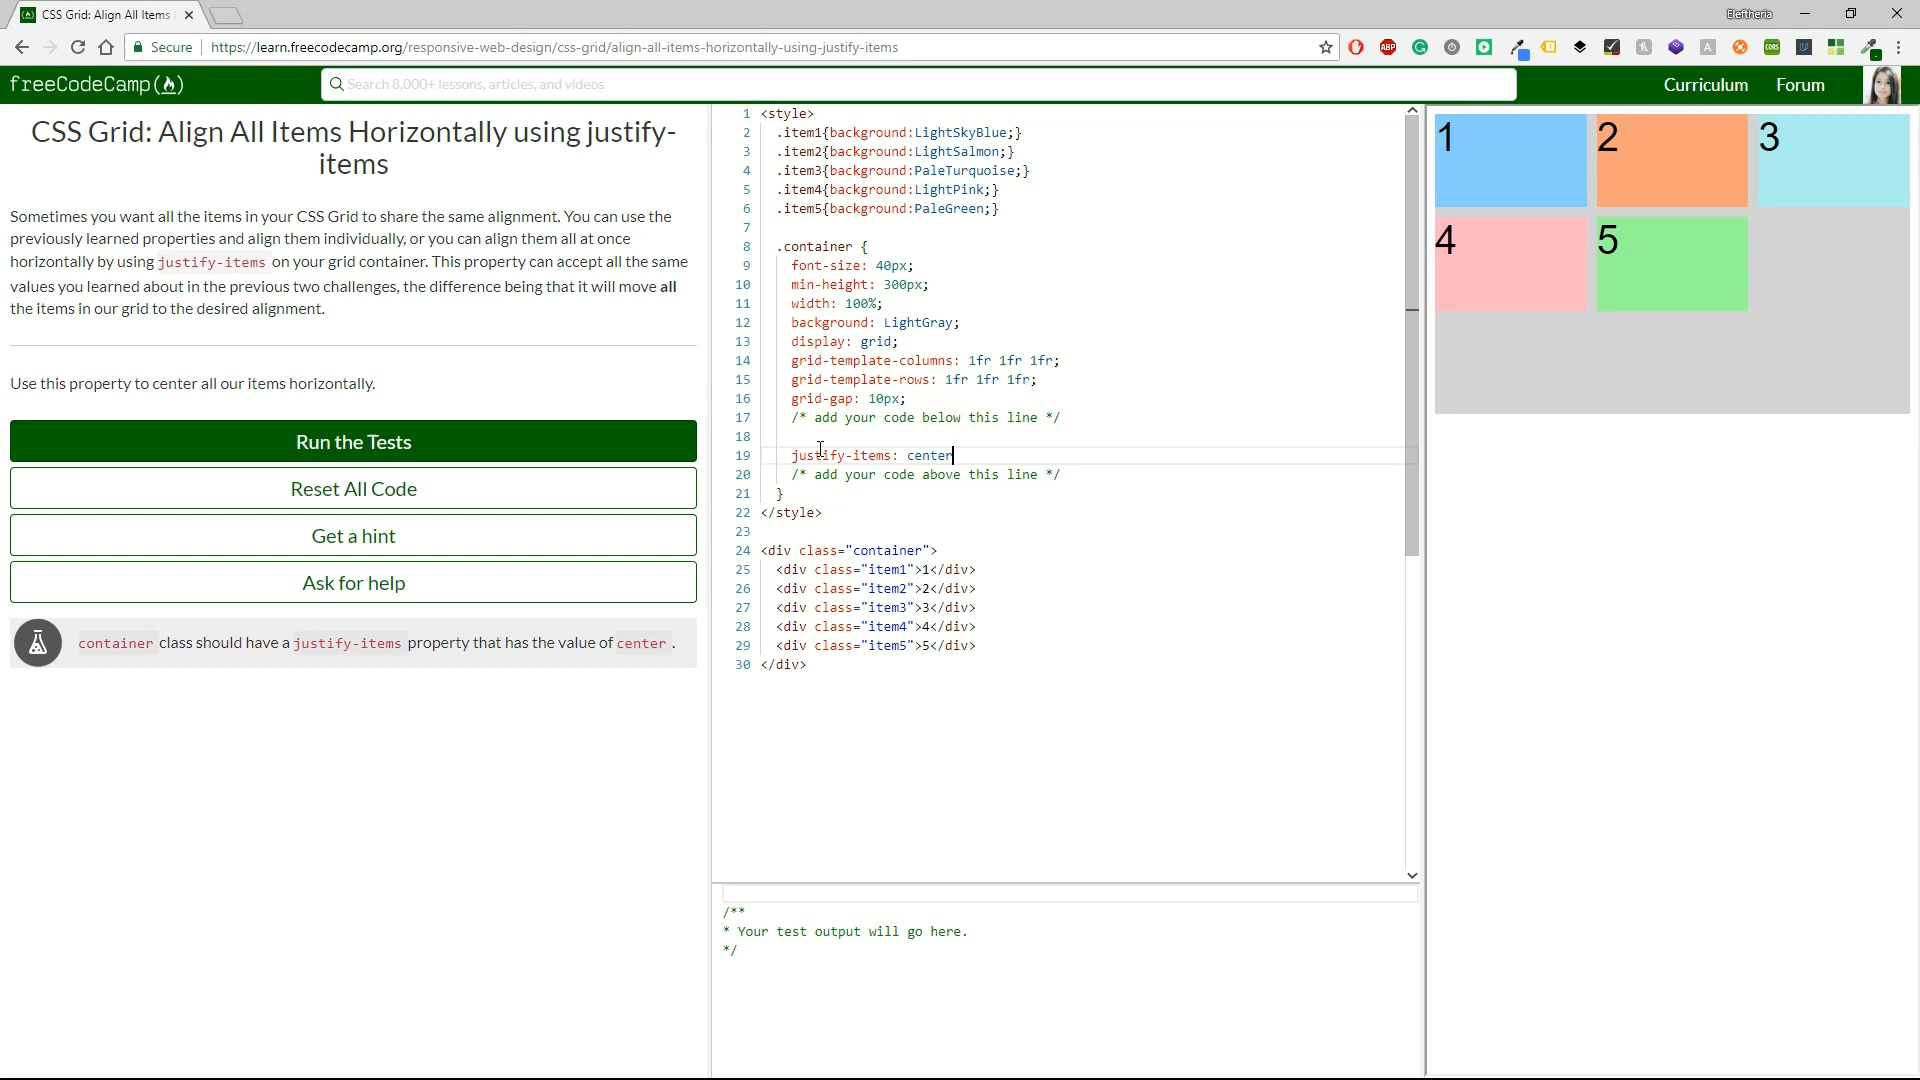 CSS Grid: Align All Items
Eleftheria
Secure
https://learn.freecodecamp.org/responsive-web-design/css-grid/align-all-items-horizontally-using-justify-items
ABP
CORS
freeCodeCamp
Search 8,000+ lessons, articles, and videos
Curriculum
Forum
CSS Grid: Align All Items Horizontally using justify-
items
Sometimes you want all the items in your CSS Grid to share the same alignment. You can use the
previously learned properties and align them individually, or you can align them all at once
horizontally by using justify-items on your grid container. This property can accept all the same
values you learned about in the previous two challenges, the difference being that it will move all
the items in our grid to the desired alignment.
Use this property to center all our items horizontally.
Run the Tests
Reset All Code
Get a hint
Ask for help
container class should have a justify-items property that has the value of center .
1 <style>
2 .item1{background:LightSkyBlue;}
3 .item2{background:LightSalmon;}
4 .item3{background:PaleTurquoise;}
5 .item4{background:LightPink;}
6 .item5{background:PaleGreen;}
7
8 .container {
9 font-size: 40px;
10 min-height: 300px;
11 width: 100%;
12 background: LightGray;
13 display: grid;
14 grid-template-columns: 1fr 1fr 1fr;
15 grid-template-rows: 1fr 1fr 1fr;
16 grid-gap: 10px;
17 /* add your code below this line */
18
19 justify-items: center
20 /* add your code above this line */
21 }
22 </style>
23
24 <div class="container">
25 <div class="item1">1</div>
26 <div class="item2">2</div>
27 <div class="item3">3</div>
28 <div class="item4">4</div>
29 <div class="item5">5</div>
30 </div>
/**
* Your test output will go here.
*/
1 2 3
4 5